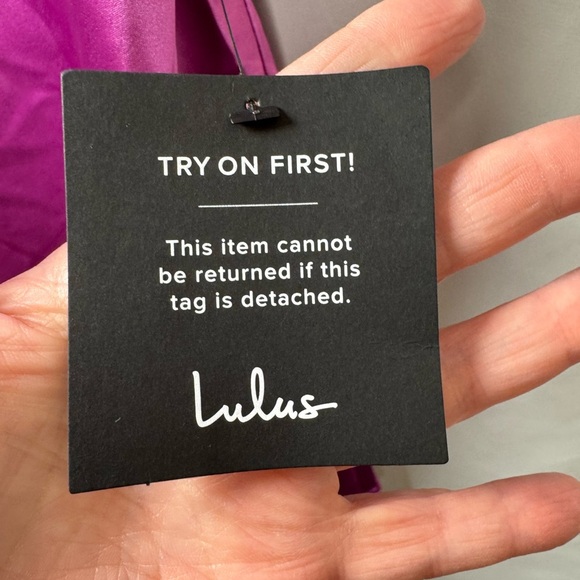 TRY ON FIRST!
This item cannot
be returned if this
tag is detached.
Lulus